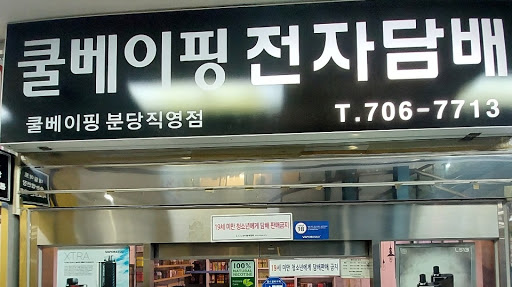 쿨베이핑 전자담배
쿨베이핑 분당직영점
T.706-7713
19세 미만 청소년에게 담배 판매금지
18
XTRA
100%
NATURAL
NICOTINE
19세 미만 청소년에게 담배판매 금지